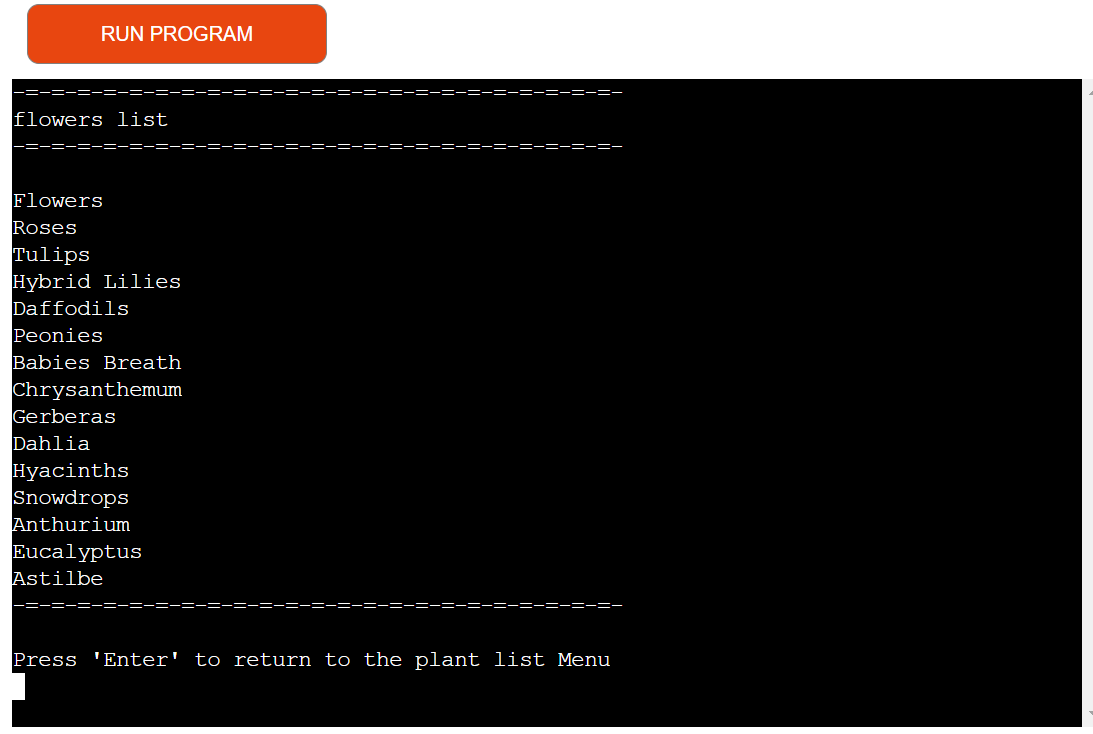 RUN PROGRAM
-=-=-=-=-=-=-=-=-=-=-=-=-=-=-=-=-=-=-=-=-=-=-=-
flowers list
-=-=-=-=-=-=-=-=-=-=-=-=-=-=-=-=-=-=-=-=-=-=-=-
Flowers
Roses
Tulips
Hybrid Lilies
Daffodils
Peonies
Babies Breath
Chrysanthemum
Gerberas
Dahlia
Hyacinths
Snowdrops
Anthurium
Eucalyptus
Astilbe
-=-=-=-=-=-=-=-=-=-=-=-=-=-=-=-=-=-=-=-=-=-=-=-
Press 'Enter' to return to the plant list Menu